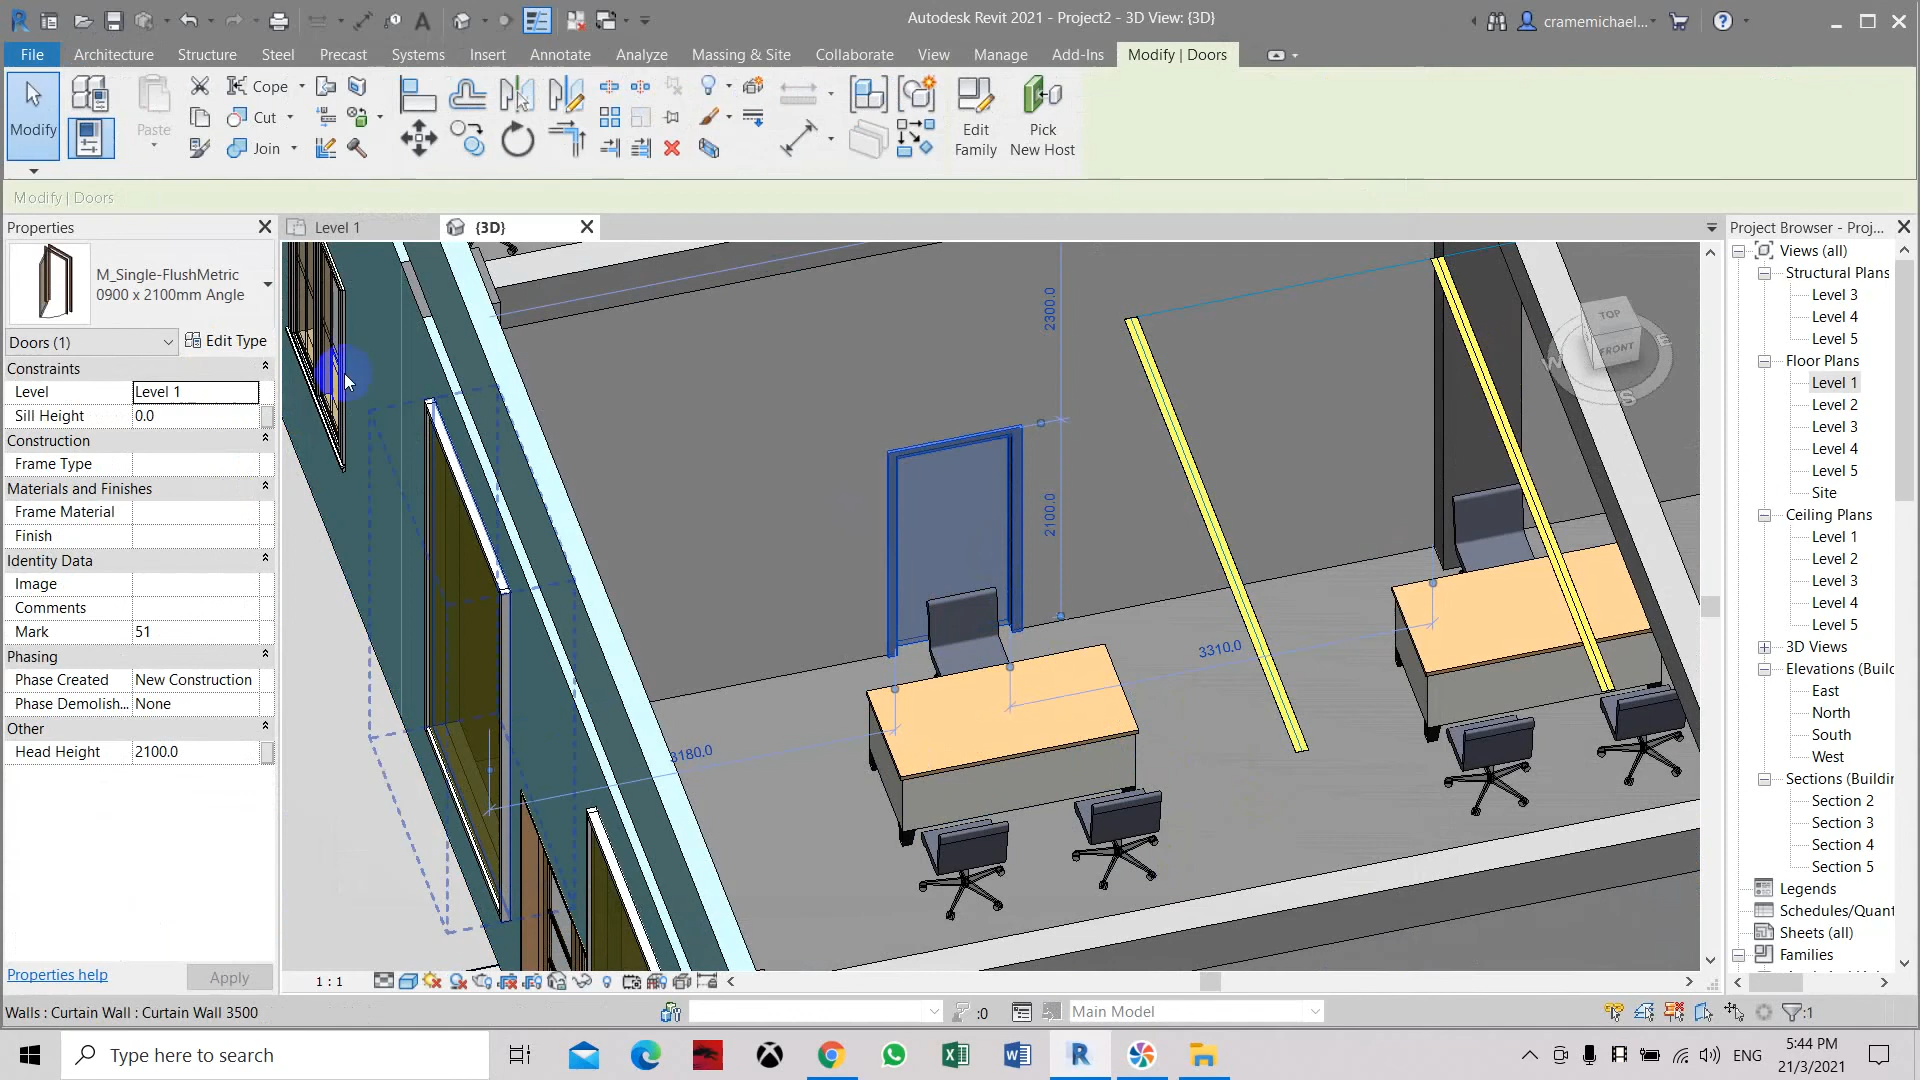 Autodesk Revit 2021 - Project2 - 3D View: {3D}
cramemichael...
File
Architecture
Structure
Steel
Precast
Systems
Insert
Annotate
Analyze
Massing & Site
Collaborate
View
Manage
Add-Ins
Modify | Doors
Modify
Paste
Cope
Cut
Join
Edit
Family
Pick
New Host
Modify | Doors
Properties
M_Single-FlushMetric
0900 x 2100mm Angle
Doors (1)
Edit Type
Constraints
Level
Level 1
Sill Height
0.0
Construction
Frame Type
Materials and Finishes
Frame Material
Finish
Identity Data
Image
Comments
Mark
51
Phasing
Phase Created
New Construction
Phase Demolish...
None
Other
Head Height
2100.0
Properties help
Apply
Level 1
{3D}
2300.0
2100.0
3310.0
3180.0
TOP
FRONT
W
E
S
1 : 1
Project Browser - Proj...
Views (all)
Structural Plans
Level 3
Level 4
Level 5
Floor Plans
Level 1
Level 2
Level 3
Level 4
Level 5
Site
Ceiling Plans
Level 1
Level 2
Level 3
Level 4
Level 5
3D Views
Elevations (Builc
East
North
South
West
Sections (Buildir
Section 2
Section 3
Section 4
Section 5
Legends
Schedules/Quant
Sheets (all)
Families
Walls : Curtain Wall : Curtain Wall 3500
:0
Main Model
:1
Type here to search
ENG
5:44 PM
21/3/2021